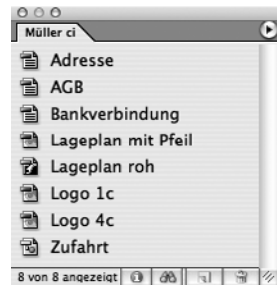 Müller ci
Adresse
AGB
Bankverbindung
Lageplan mit Pfeil
Lageplan roh
Logo 1c
Logo 4c
Zufahrt
8 von 8 angezeigt